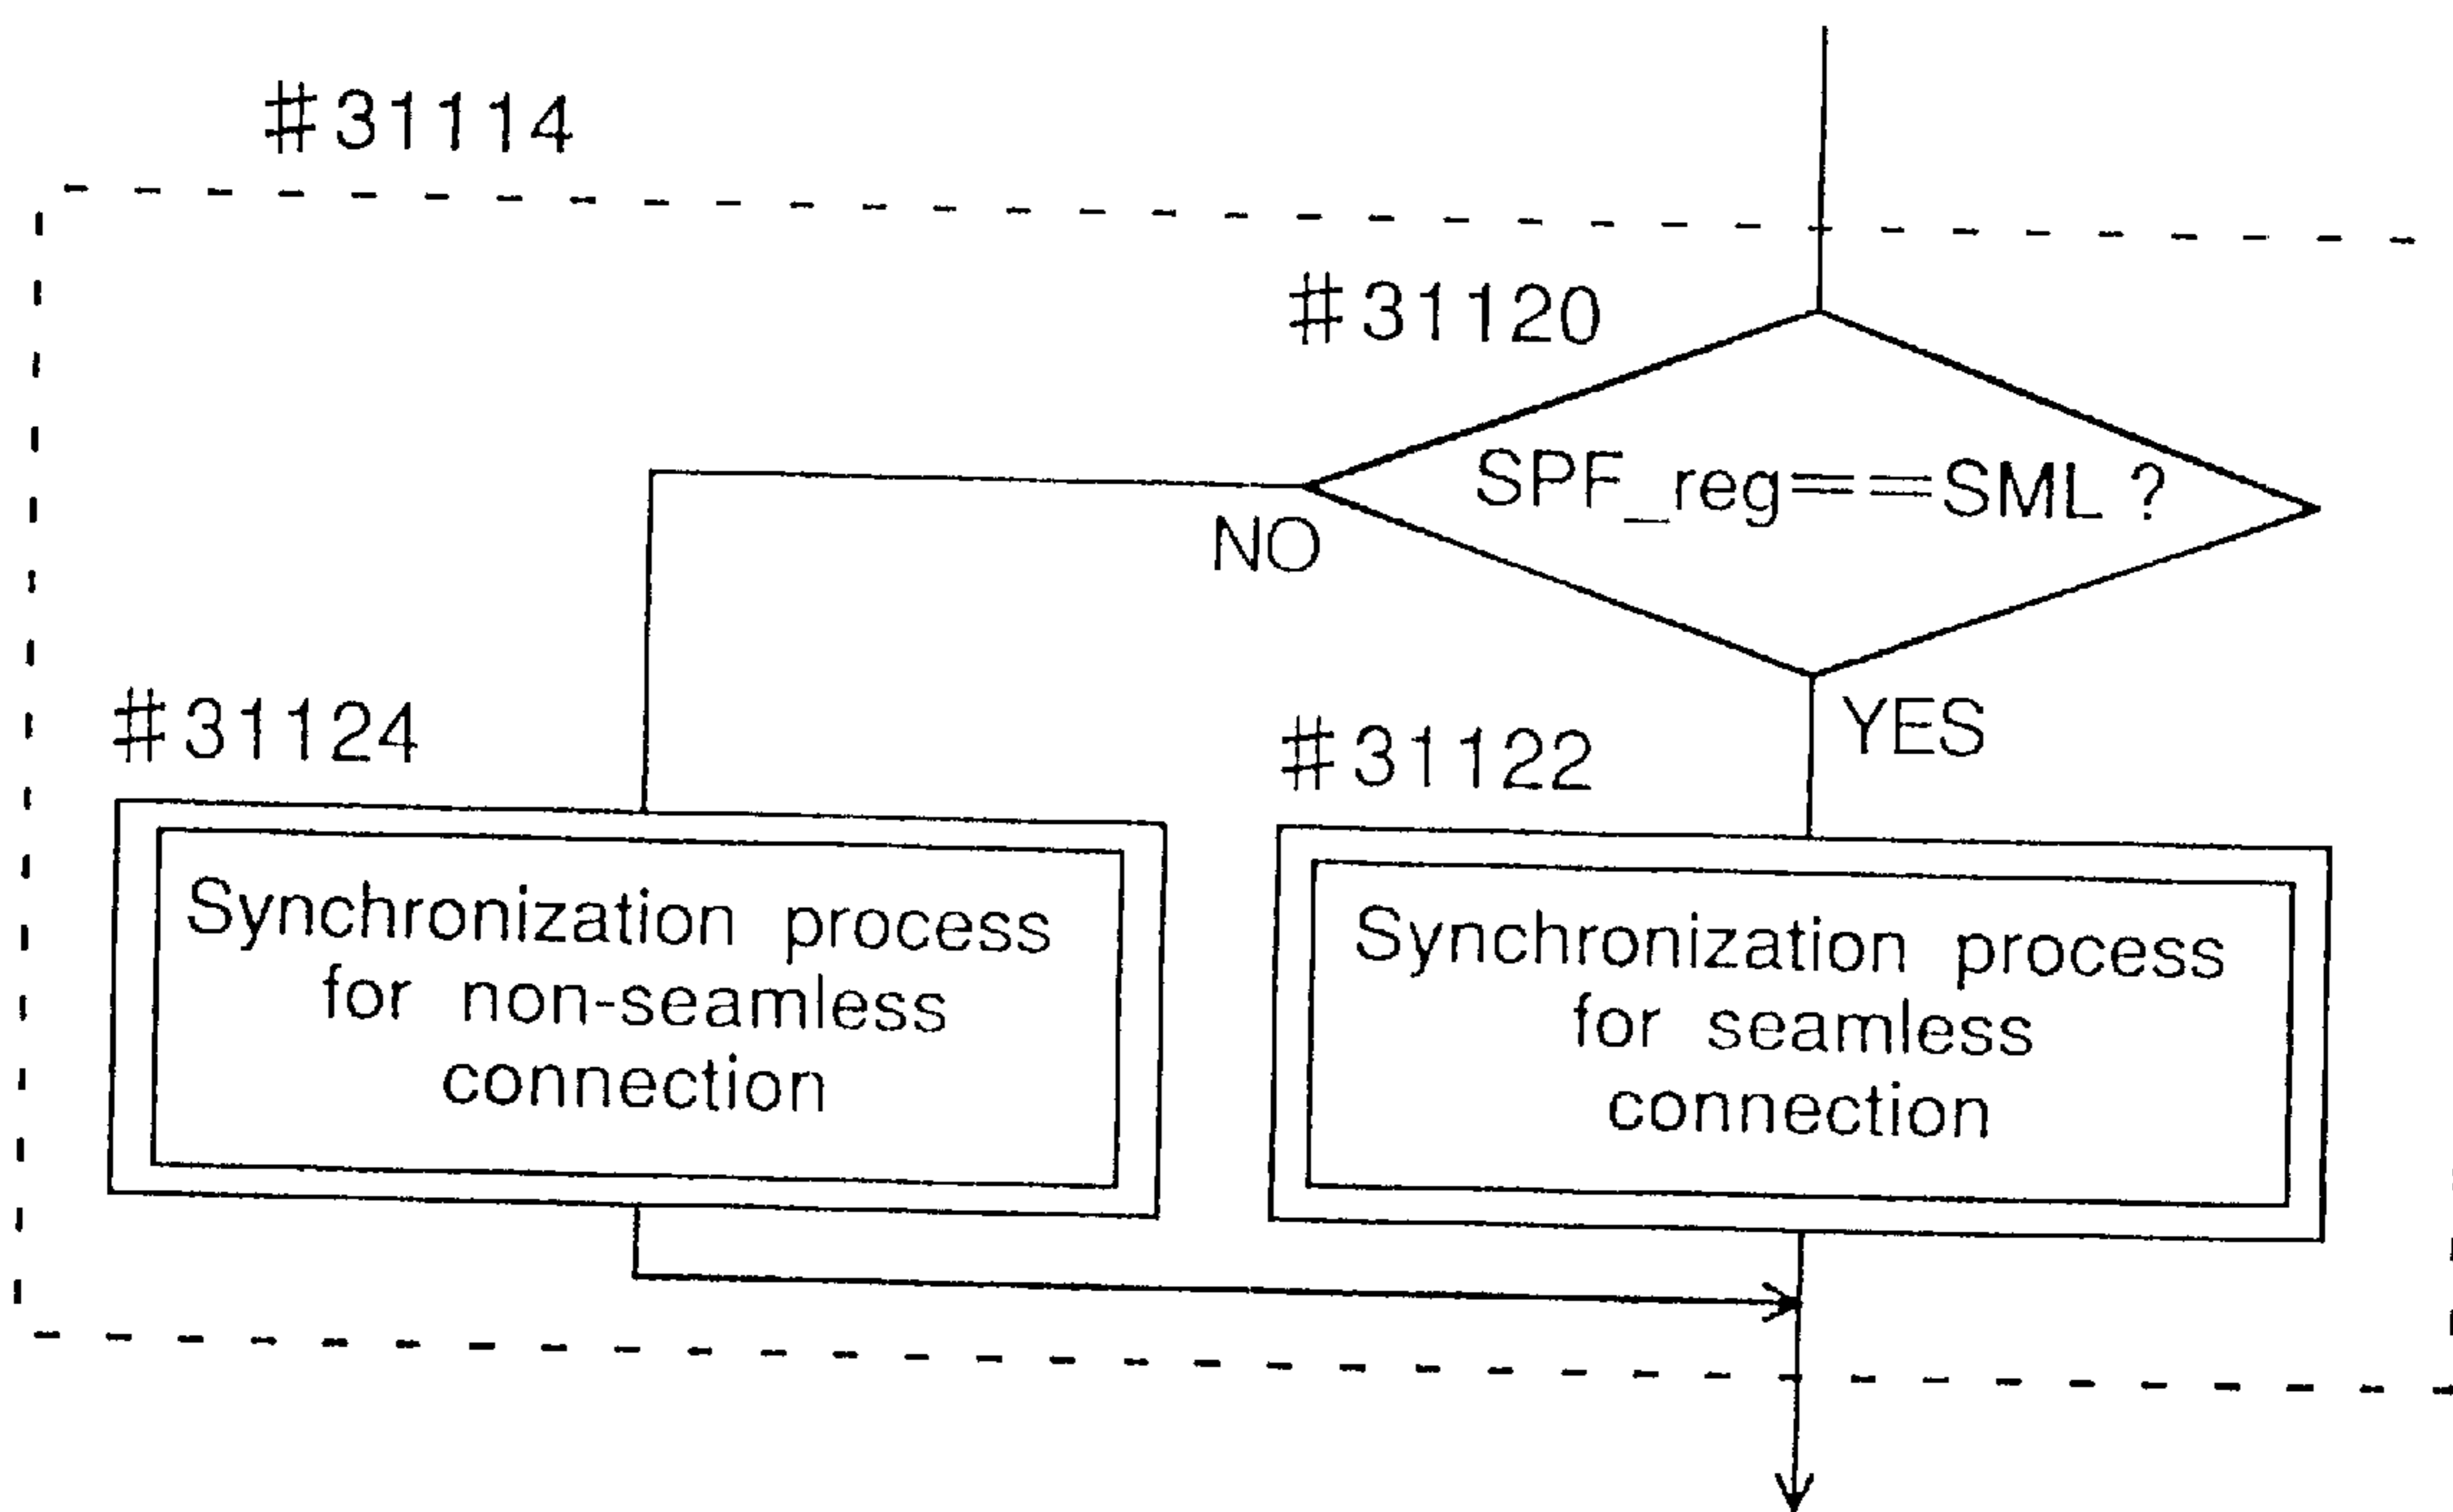 #31114
#31120
SPF_reg==SML ?
NO
YES
#31124
#31122
Synchronization process
for non-seamless
connection
Synchronization process
for seamless
connection